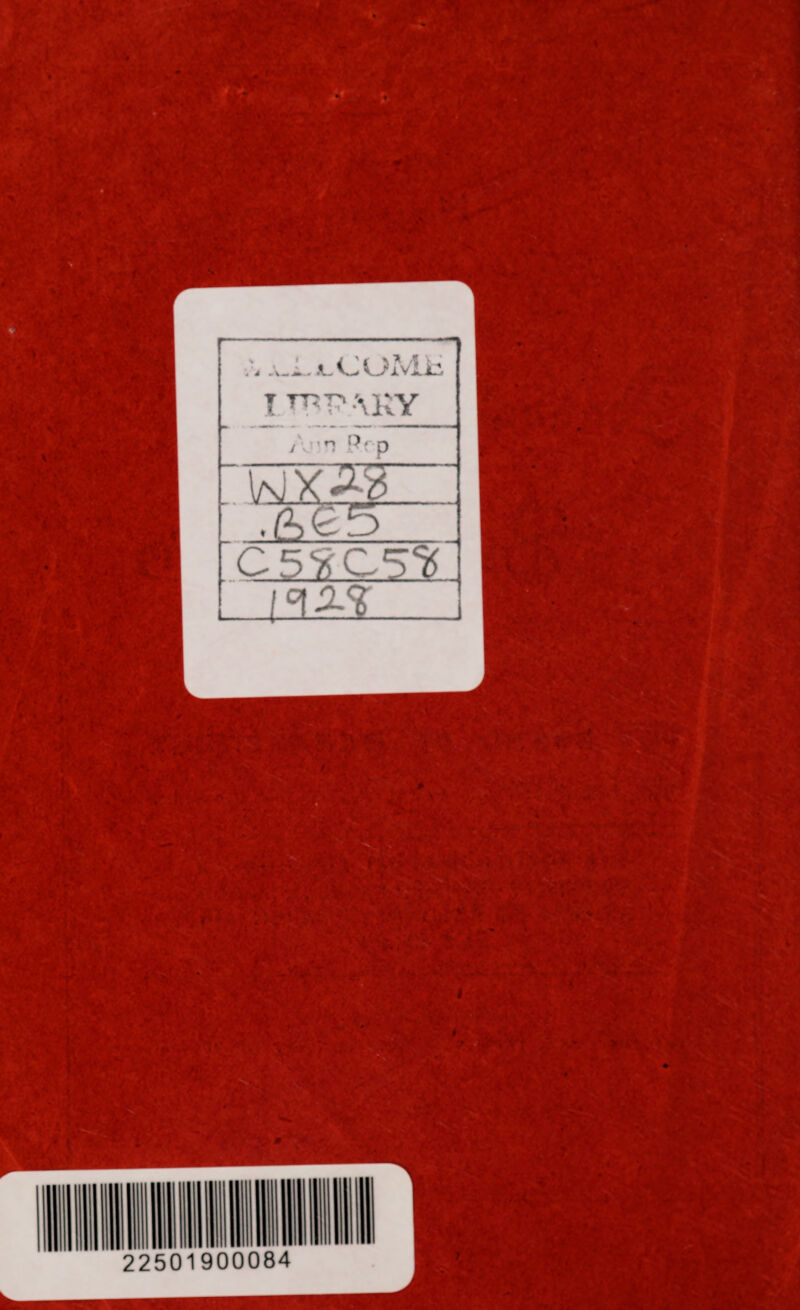 WELLCOME
LIBRARY
Ann Rep
WX28
.BE5
C58C58
1928
22501900084